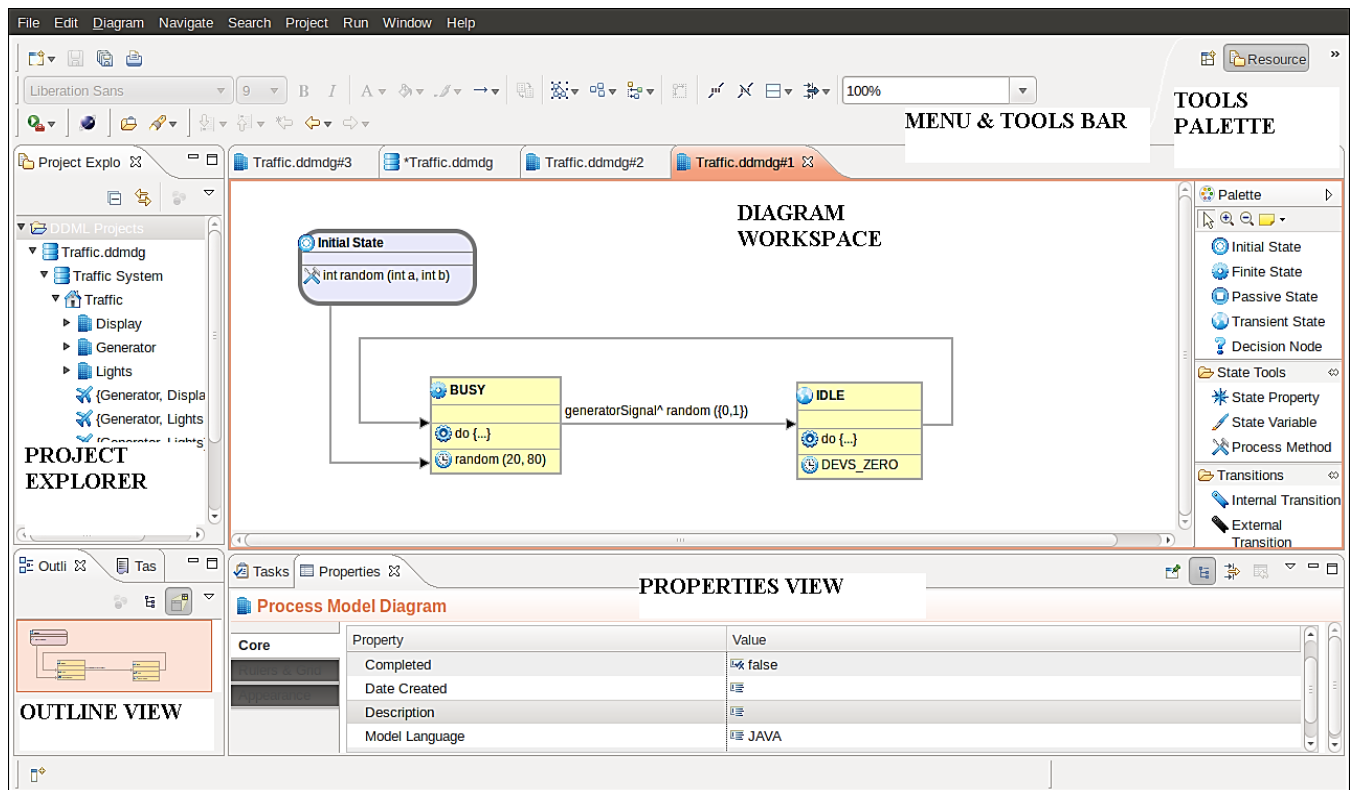 File Edit Diagram Navigate Search Project Run Window Help
Resource »
Liberation Sans 9 B I A 100%
MENU & TOOLS BAR
TOOLS
PALETTE
Project Explo
Traffic.ddmdg#3 *Traffic.ddmdg Traffic.ddmdg#2 Traffic.ddmdg#1
DDML Projects
Traffic.ddmdg
Traffic System
Traffic
Display
Generator
Lights
{Generator, Displa
{Generator, Lights
{Generator, Lights}
PROJECT
EXPLORER
DIAGRAM
WORKSPACE
Initial State
int random (int a, int b)
BUSY
do {...}
random (20, 80)
generatorSignal^ random ({0,1})
IDLE
do {...}
DEVS_ZERO
Palette
Initial State
Finite State
Passive State
Transient State
Decision Node
State Tools
State Property
State Variable
Process Method
Transitions
Internal Transition
External
Transition
Outli Tas
OUTLINE VIEW
Tasks Properties
PROPERTIES VIEW
Process Model Diagram
Core
Rulers & Grid
Appearance
Property Value
Completed false
Date Created
Description
Model Language JAVA